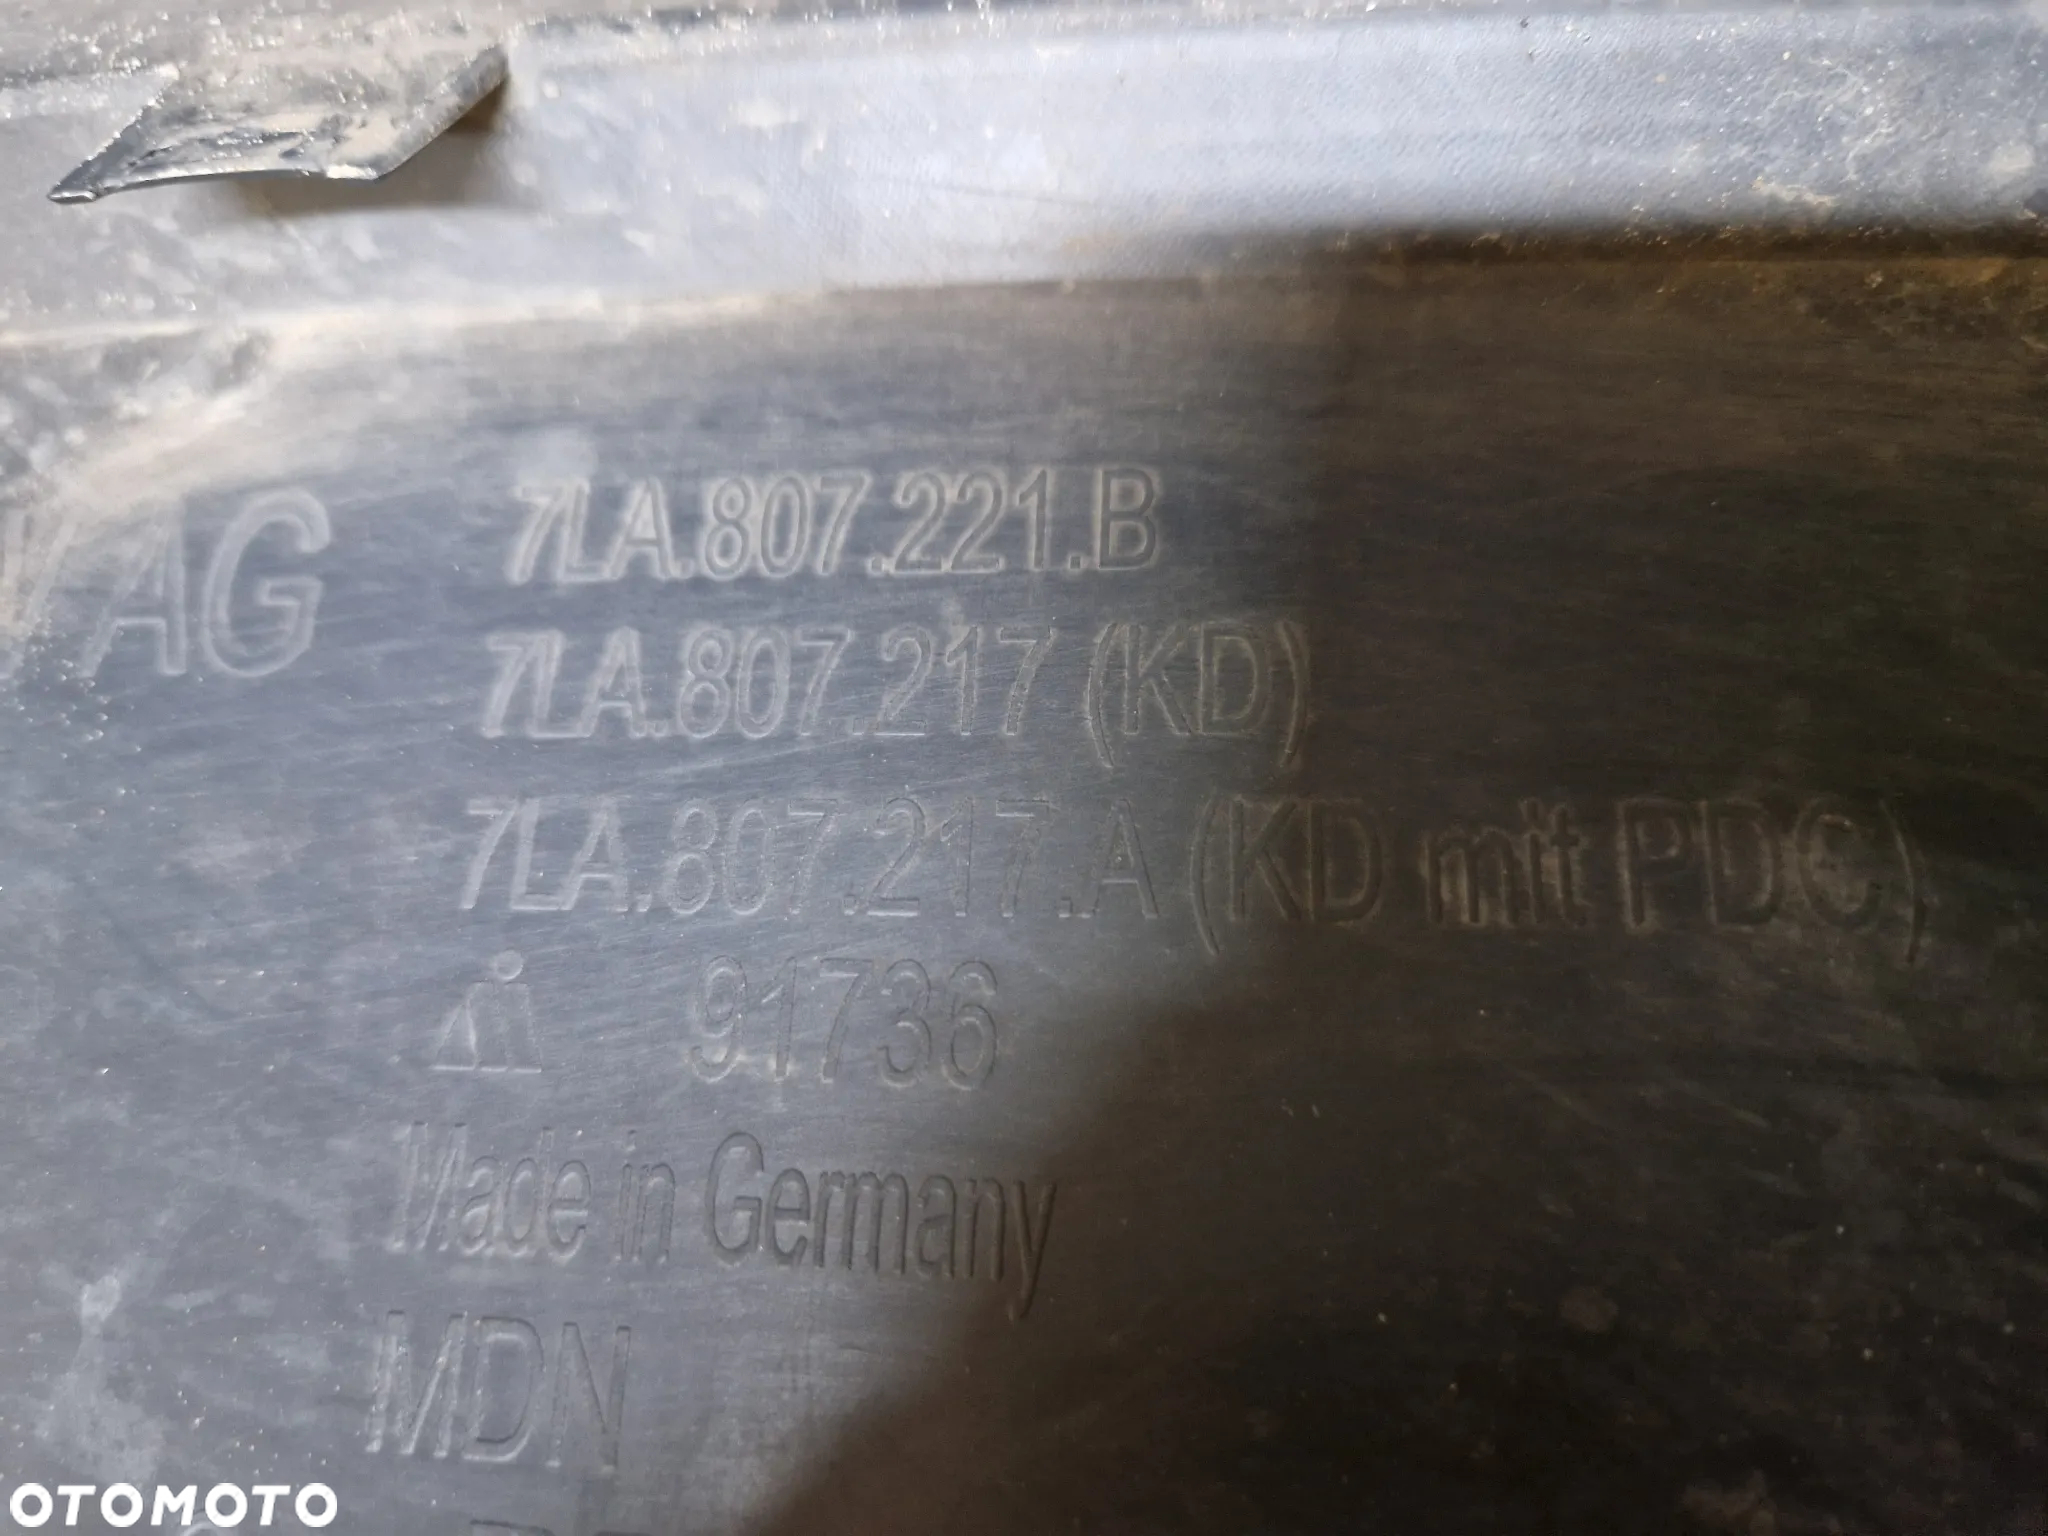 VAG 7LA.807.221.B
7LA.807.217 (KD)
7LA.807.217.A (KD mit PDC)
91736
Made in Germany
MDN
OTOMOTO